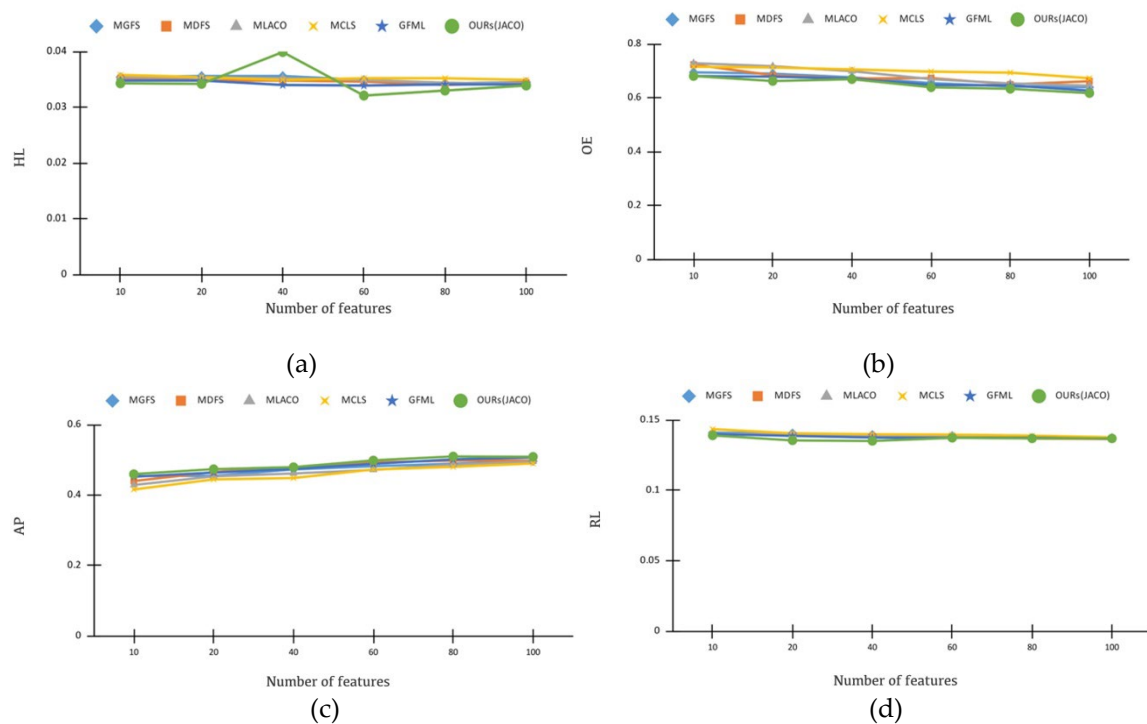 MGFS MDFS MLACO MCLS GFML OURs(JACO)
0.04
0.03
0.02
0.01
0
HL
10 20 40 60 80 100
Number of features
(a)
MGFS MDFS MLACO MCLS GFML OURs(JACO)
0.8
0.6
0.4
0.2
0
OE
10 20 40 60 80 100
Number of features
(b)
MGFS MDFS MLACO MCLS GFML OURs(JACO)
0.6
0.4
0.2
0
AP
10 20 40 60 80 100
Number of features
(c)
MGFS MDFS MLACO MCLS GFML OURs(JACO)
0.15
0.1
0.05
0
RL
10 20 40 60 80 100
Number of features
(d)